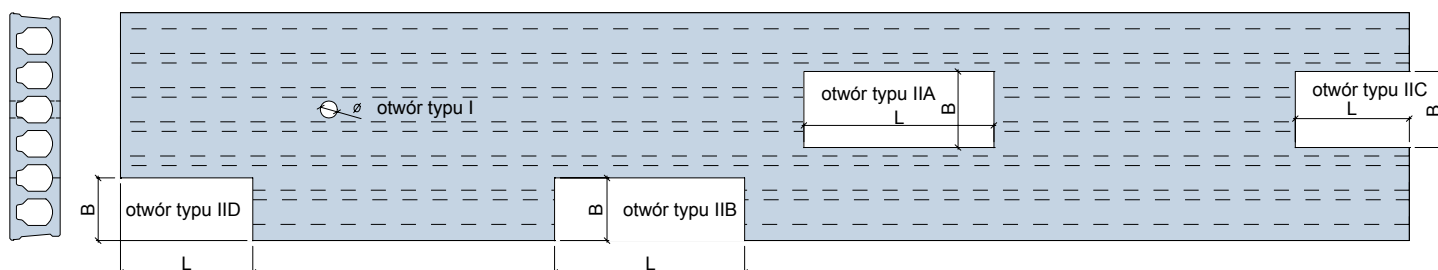 otwór typu IIA
L
B
otwór typu IIC
L
B
ø otwór typu I
B
otwór typu IID
L
B
otwór typu IIB
L